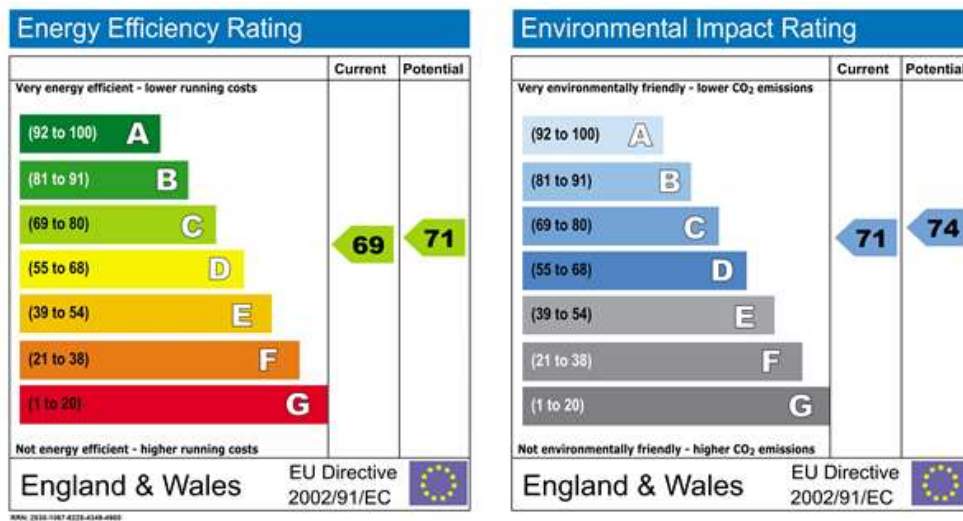 Energy Efficiency Rating
Current Potential
Very energy efficient - lower running costs
(92 to 100) A
(81 to 91) B
(69 to 80) C
69 71
(55 to 68) D
(39 to 54) E
(21 to 38) F
(1 to 20) G
Not energy efficient - higher running costs
England & Wales
EU Directive
2002/91/EC
Environmental Impact Rating
Current Potential
Very environmentally friendly - lower CO₂ emissions
(92 to 100) A
(81 to 91) B
(69 to 80) C
71 74
(55 to 68) D
(39 to 54) E
(21 to 38) F
(1 to 20) G
Not environmentally friendly - higher CO₂ emissions
England & Wales
EU Directive
2002/91/EC
RRN: